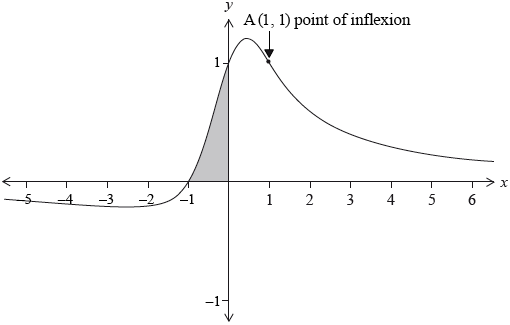 y
A (1, 1) point of inflexion
1
–5 –4 –3 –2 –1 1 2 3 4 5 6 x
–1